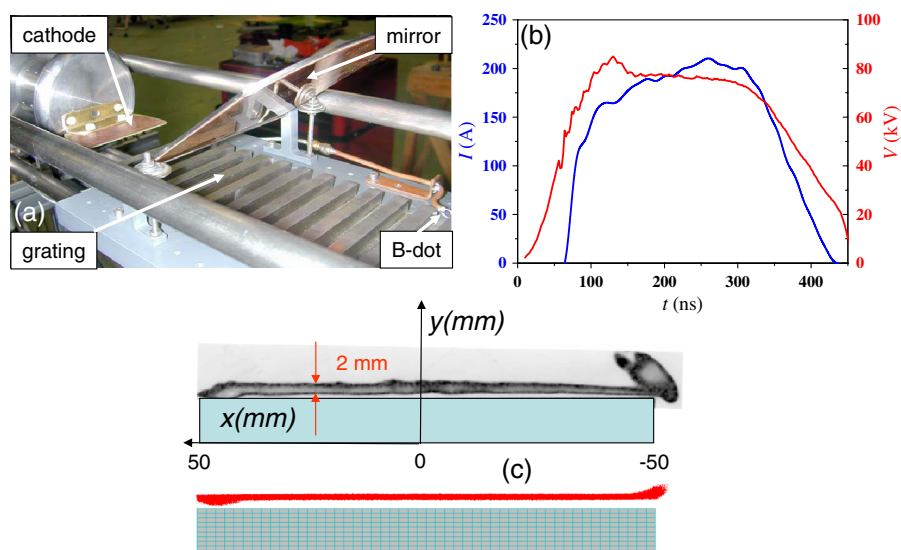 cathode
mirror
(a)
grating
B-dot
(b)
250
200
150
100
50
0
I (A)
100
80
60
40
20
0
V (kV)
0 100 200 300 400
t (ns)
y(mm)
2 mm
x(mm)
50 0 -50
(c)